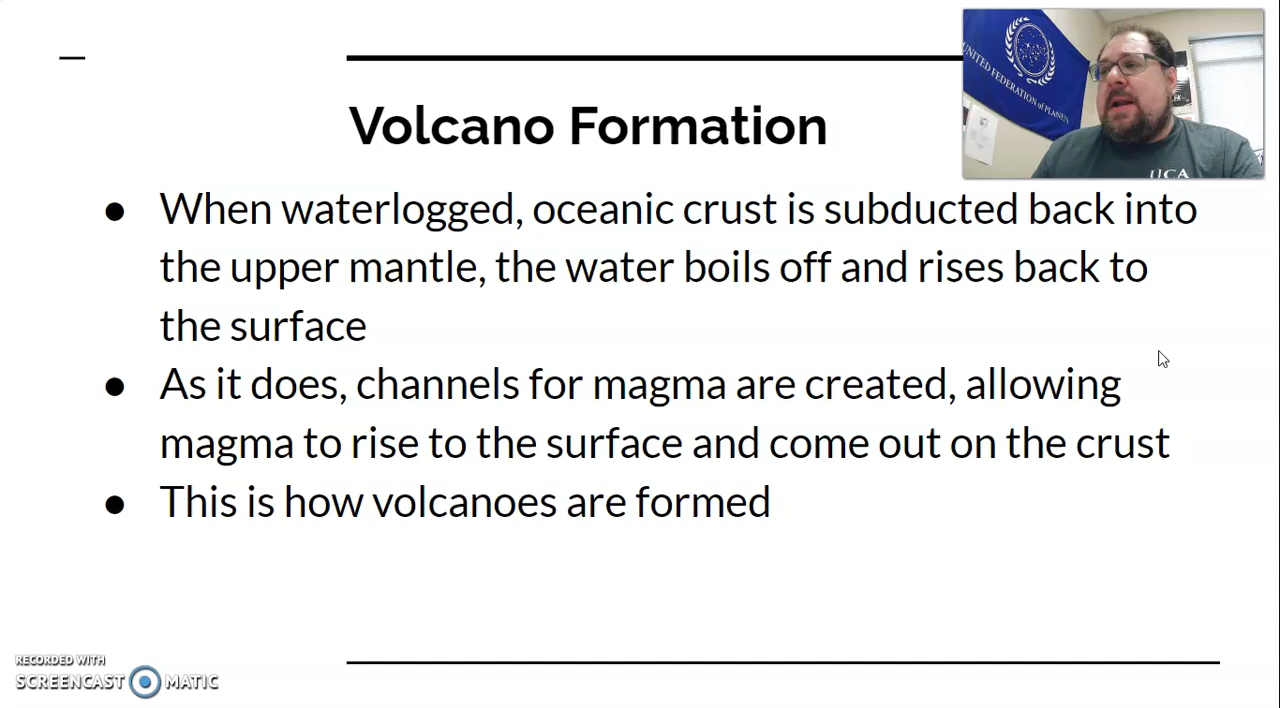 Volcano Formation
UNITED FEDERATION of PLANETS
UCA
● When waterlogged, oceanic crust is subducted back into
the upper mantle, the water boils off and rises back to
the surface
● As it does, channels for magma are created, allowing
magma to rise to the surface and come out on the crust
● This is how volcanoes are formed
RECORDED WITH
SCREENCAST MATIC